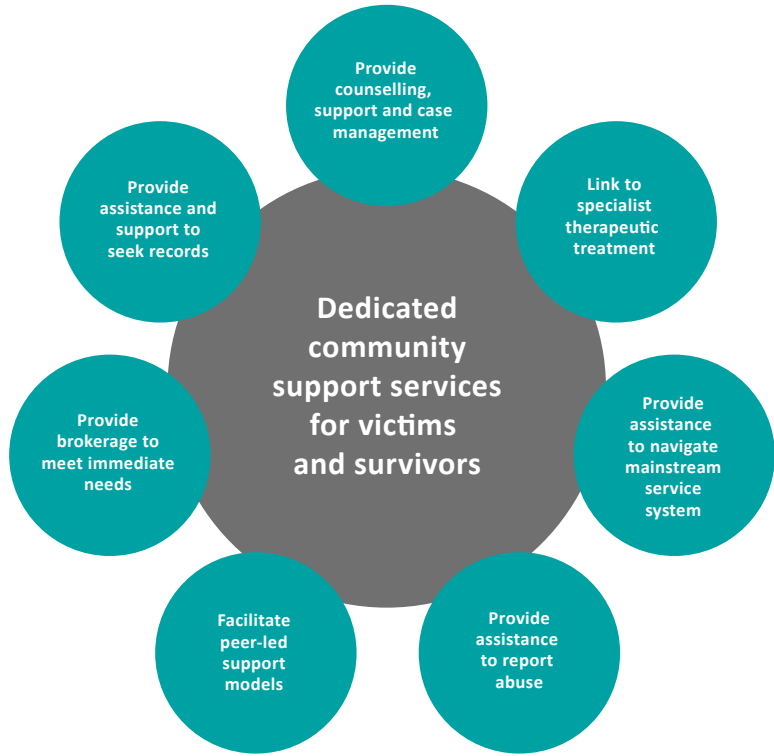 Provide
counselling,
support and case
management
Link to
specialist
therapeutic
treatment
Provide assistance
to navigate
mainstream
service
system
Provide
assistance
to report
abuse
Facilitate
peer-led
support
models
Provide
brokerage to
meet immediate
needs
Provide
assistance and
support to
seek records
Dedicated
community
support services
for victims
and survivors